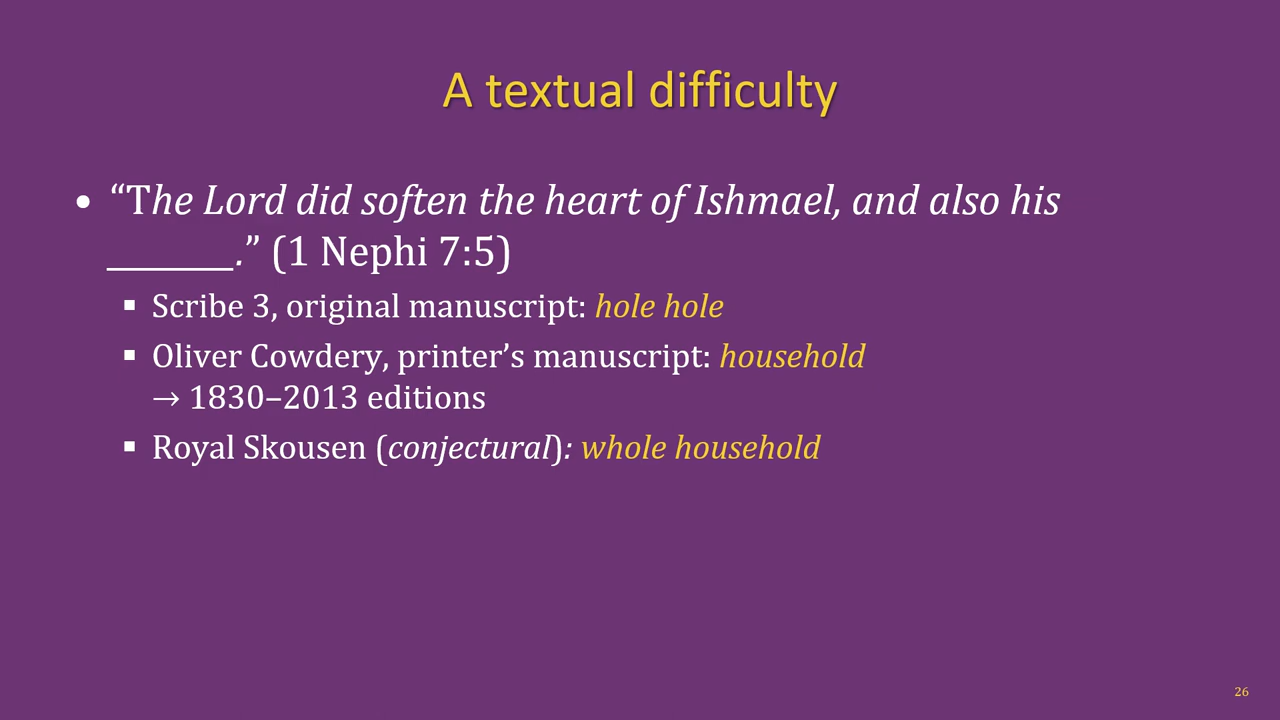 A textual difficulty
• “The Lord did soften the heart of Ishmael, and also his
________.” (1 Nephi 7:5)
▪ Scribe 3, original manuscript: hole hole
▪ Oliver Cowdery, printer’s manuscript: household
→ 1830–2013 editions
▪ Royal Skousen (conjectural): whole household
26